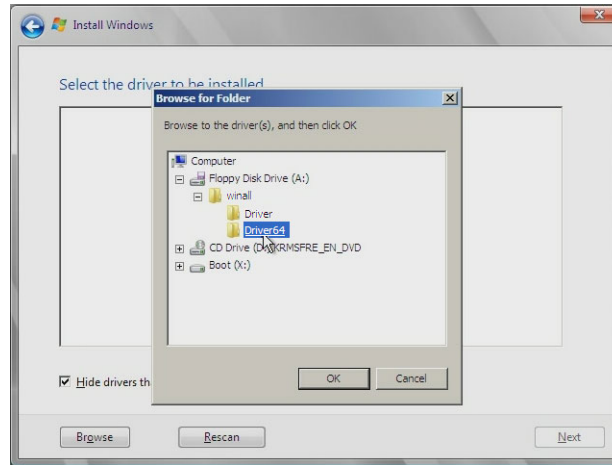 Install Windows
Select the driver to be installed
Browse for Folder
Browse to the driver(s), and then click OK
Computer
Floppy Disk Drive (A:)
winall
Driver
Driver64
CD Drive (D:) KRMSFRE_EN_DVD
Boot (X:)
OK Cancel
Hide drivers th
Browse Rescan Next